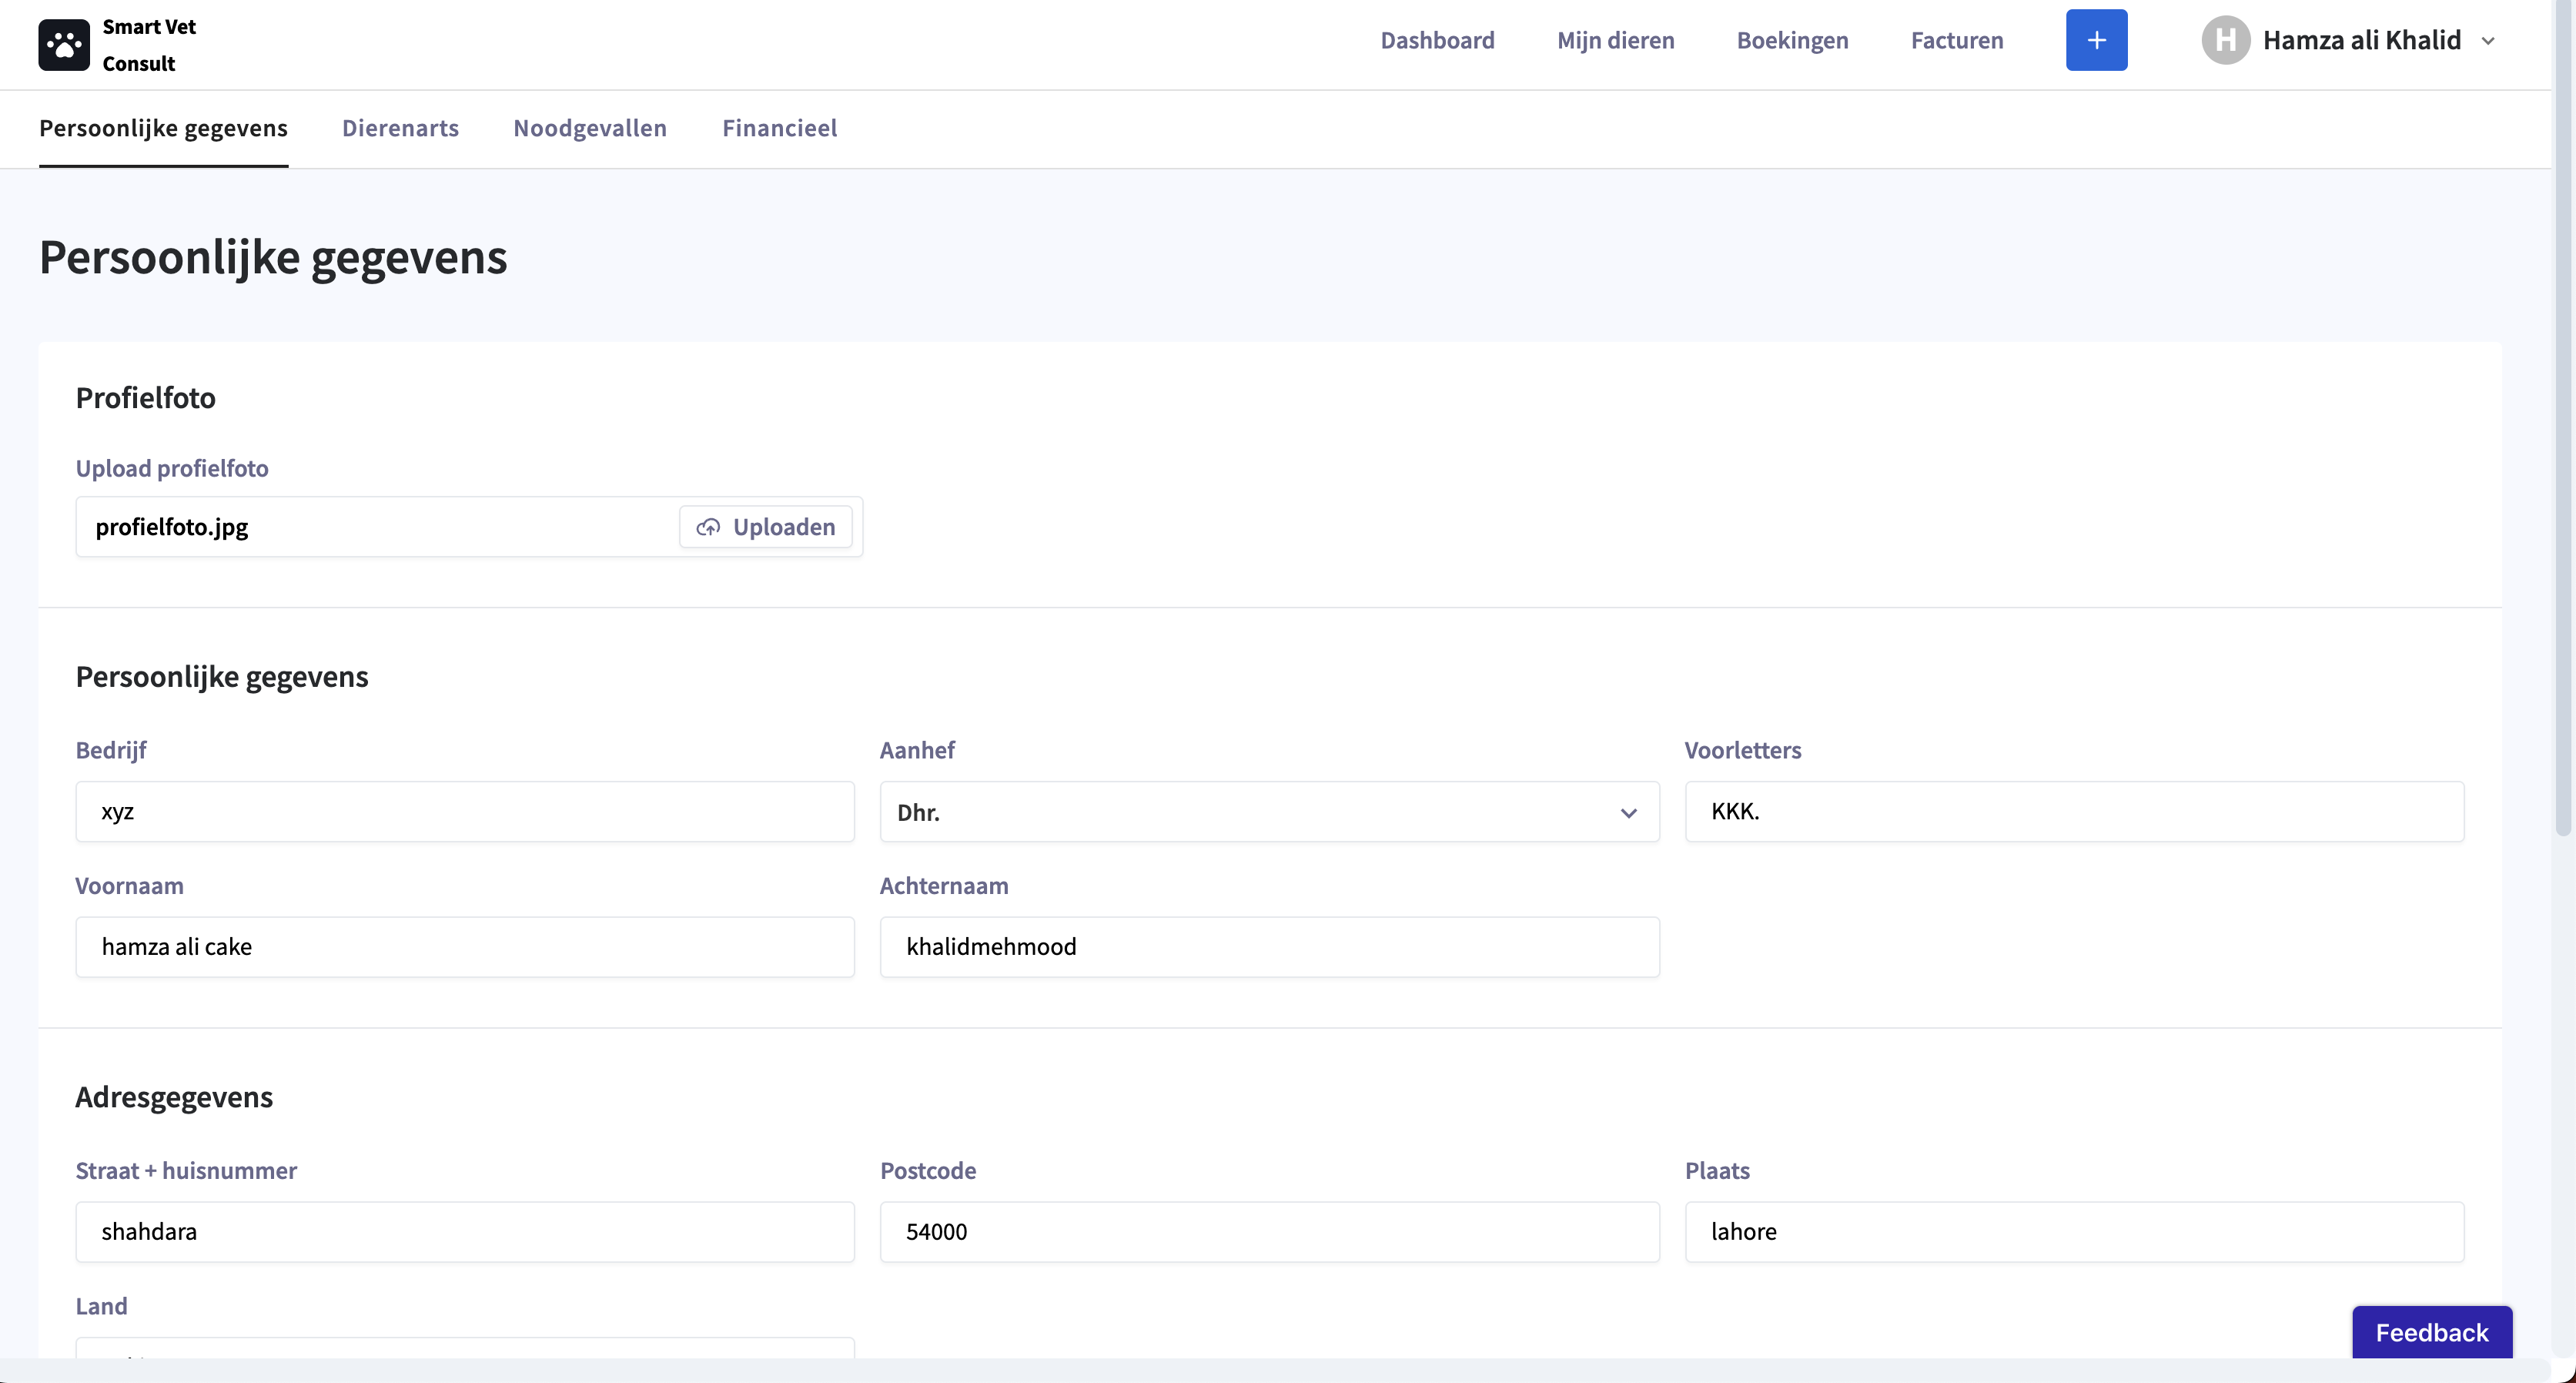 Smart Vet
Consult
Dashboard
Mijn dieren
Boekingen
Facturen
+
H
Hamza ali Khalid
Persoonlijke gegevens
Dierenarts
Noodgevallen
Financieel
Persoonlijke gegevens
Profielfoto
Upload profielfoto
profielfoto.jpg
Uploaden
Persoonlijke gegevens
Bedrijf
Aanhef
Voorletters
xyz
Dhr.
KKK.
Voornaam
Achternaam
hamza ali cake
khalidmehmood
Adresgegevens
Straat + huisnummer
Postcode
Plaats
shahdara
54000
lahore
Land
Feedback